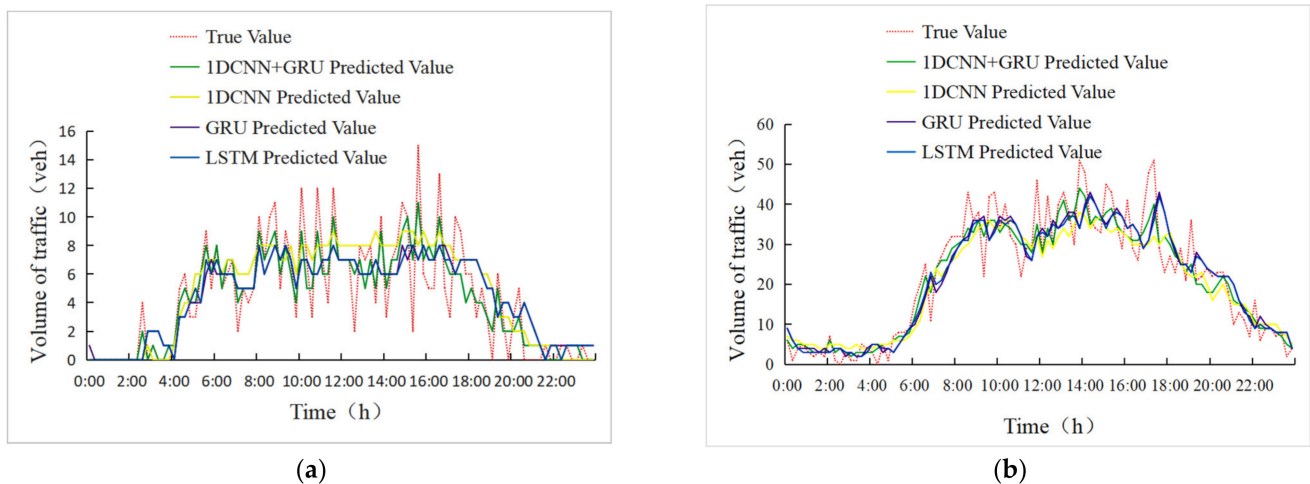 True Value
1DCNN+GRU Predicted Value
1DCNN Predicted Value
GRU Predicted Value
LSTM Predicted Value
Volume of traffic（veh）
16
14
12
10
8
6
4
2
0
0:00 2:00 4:00 6:00 8:00 10:00 12:00 14:00 16:00 18:00 20:00 22:00
Time（h）
(a)
True Value
1DCNN+GRU Predicted Value
1DCNN Predicted Value
GRU Predicted Value
LSTM Predicted Value
Volume of traffic（veh）
60
50
40
30
20
10
0
0:00 2:00 4:00 6:00 8:00 10:00 12:00 14:00 16:00 18:00 20:00 22:00
Time（h）
(b)